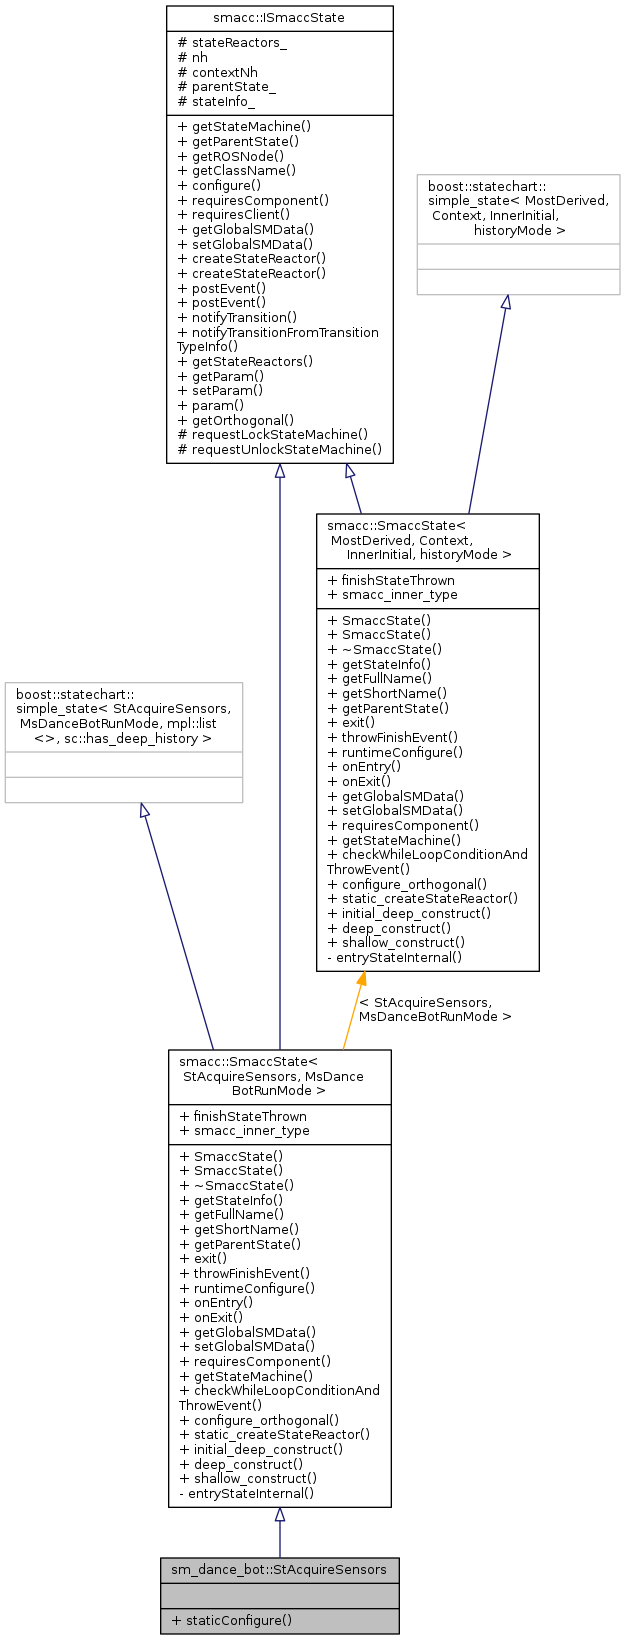 smacc::ISmaccState
# stateReactors_
# nh
# contextNh
# parentState_
# stateInfo_
+ getStateMachine()
+ getParentState()
+ getROSNode()
+ getClassName()
+ configure()
+ requiresComponent()
+ requiresClient()
+ getGlobalSMData()
+ setGlobalSMData()
+ createStateReactor()
+ createStateReactor()
+ postEvent()
+ postEvent()
+ notifyTransition()
+ notifyTransitionFromTransition
TypeInfo()
+ getStateReactors()
+ getParam()
+ setParam()
+ param()
+ getOrthogonal()
# requestLockStateMachine()
# requestUnlockStateMachine()
boost::statechart::
simple_state< MostDerived,
Context, InnerInitial,
historyMode >
smacc::SmaccState<
MostDerived, Context,
InnerInitial, historyMode >
+ finishStateThrown
+ smacc_inner_type
+ SmaccState()
+ SmaccState()
+ ~SmaccState()
+ getStateInfo()
+ getFullName()
+ getShortName()
+ getParentState()
+ exit()
+ throwFinishEvent()
+ runtimeConfigure()
+ onEntry()
+ onExit()
+ getGlobalSMData()
+ setGlobalSMData()
+ requiresComponent()
+ getStateMachine()
+ checkWhileLoopConditionAnd
ThrowEvent()
+ configure_orthogonal()
+ static_createStateReactor()
+ initial_deep_construct()
+ deep_construct()
+ shallow_construct()
- entryStateInternal()
boost::statechart::
simple_state< StAcquireSensors,
MsDanceBotRunMode, mpl::list
<>, sc::has_deep_history >
< StAcquireSensors,
MsDanceBotRunMode >
smacc::SmaccState<
StAcquireSensors, MsDance
BotRunMode >
+ finishStateThrown
+ smacc_inner_type
+ SmaccState()
+ SmaccState()
+ ~SmaccState()
+ getStateInfo()
+ getFullName()
+ getShortName()
+ getParentState()
+ exit()
+ throwFinishEvent()
+ runtimeConfigure()
+ onEntry()
+ onExit()
+ getGlobalSMData()
+ setGlobalSMData()
+ requiresComponent()
+ getStateMachine()
+ checkWhileLoopConditionAnd
ThrowEvent()
+ configure_orthogonal()
+ static_createStateReactor()
+ initial_deep_construct()
+ deep_construct()
+ shallow_construct()
- entryStateInternal()
sm_dance_bot::StAcquireSensors
+ staticConfigure()